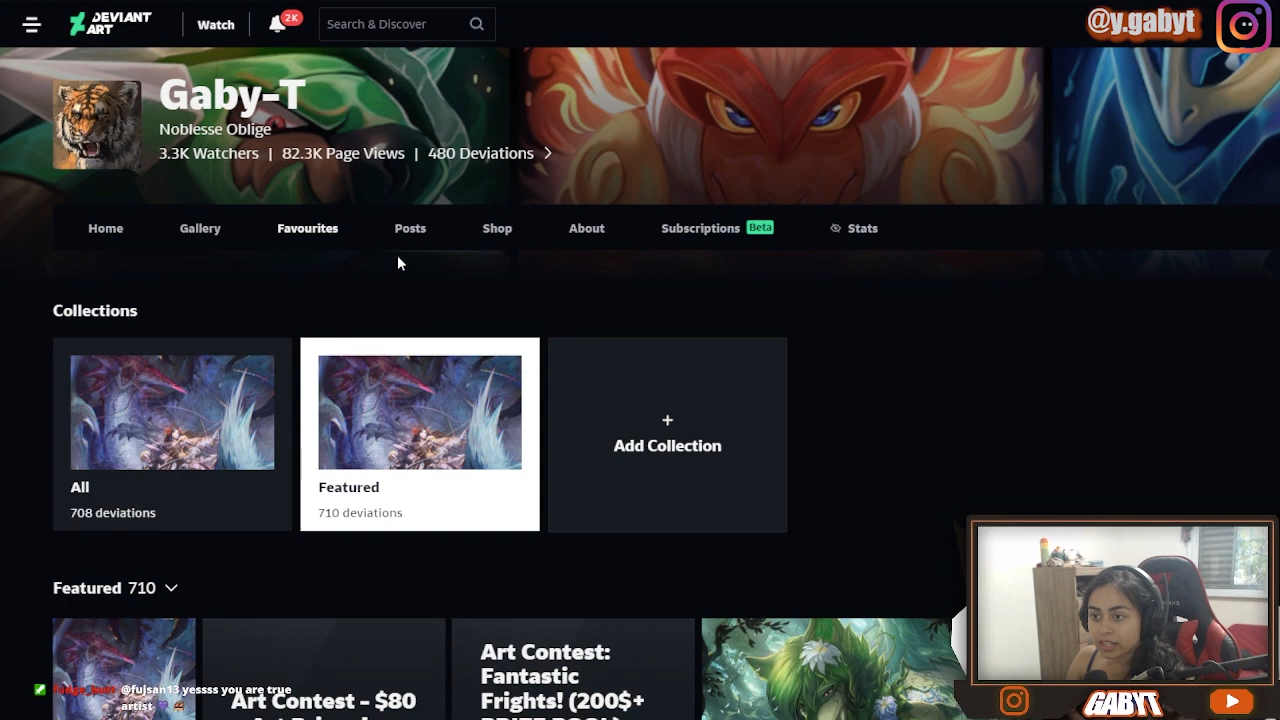 DEVIANT
ART
Watch
2K
Search & Discover
@y.gabyt
Gaby-T
Noblesse Oblige
3.3K Watchers | 82.3K Page Views | 480 Deviations
Home
Gallery
Favourites
Posts
Shop
About
Subscriptions Beta
Stats
Collections
All
708 deviations
Featured
710 deviations
+
Add Collection
Featured 710
Art Contest - $80
Art Contest:
Fantastic
Frights! (200$+
PRIZE POOL)
@fujsan13 yessss you are true
artist
GABYT